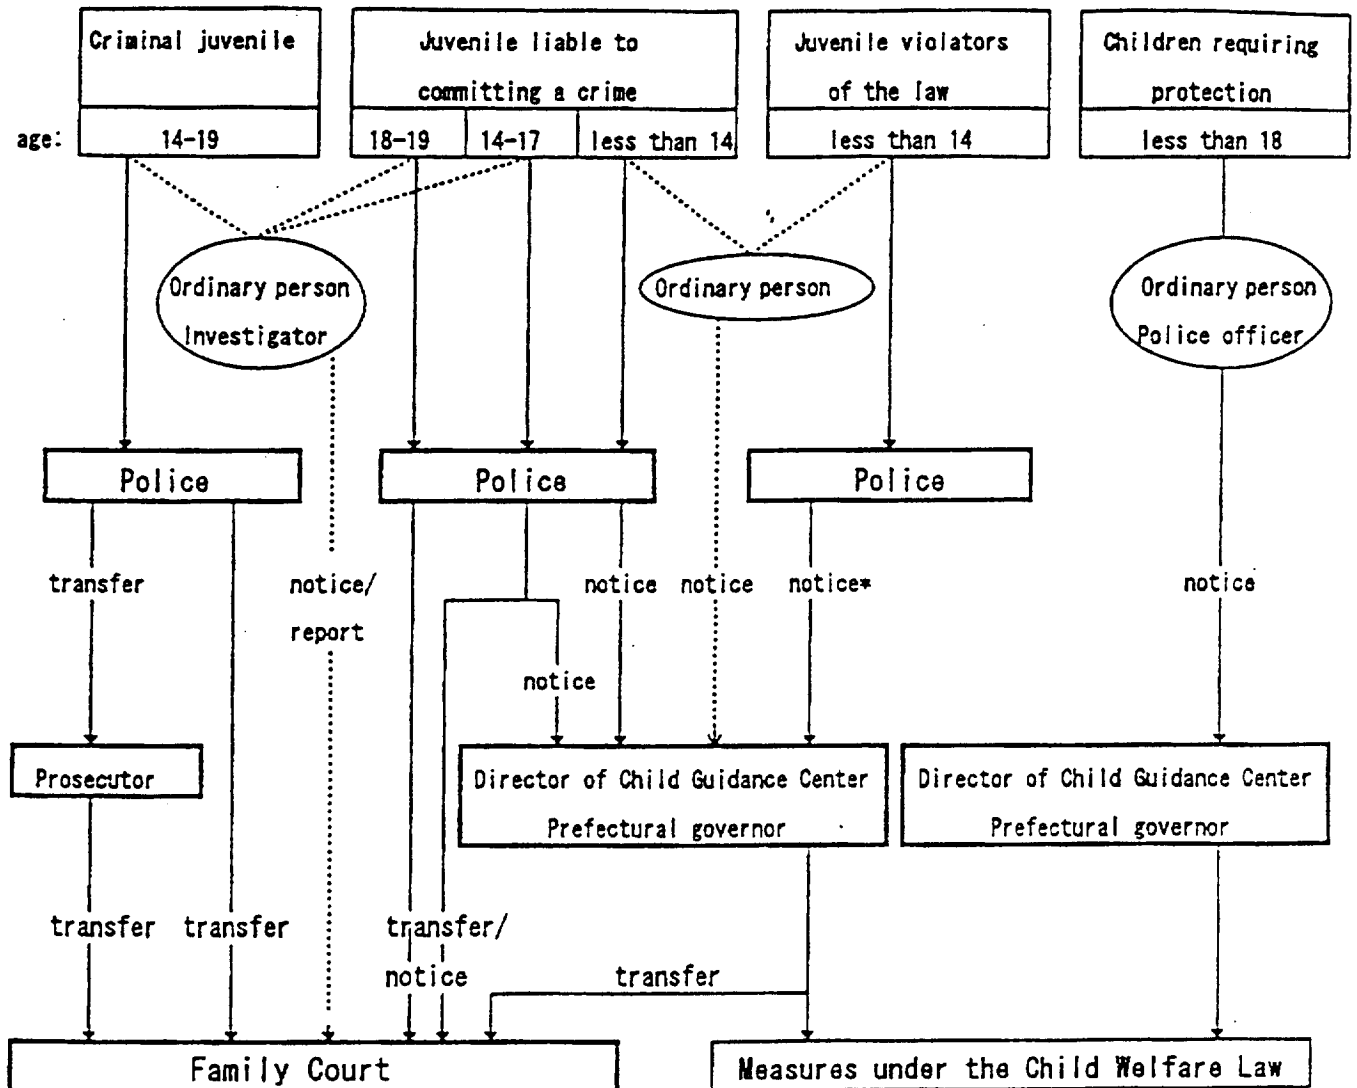 Criminal juvenile
Juvenile liable to
committing a crime
Juvenile violators
of the law
Children requiring
protection
age:
14-19
18-19
14-17
less than 14
less than 14
less than 18
Ordinary person
Investigator
Ordinary person
Ordinary person
Police officer
Police
Police
Police
transfer
notice/
report
notice
notice
notice*
notice
notice
Prosecutor
Director of Child Guidance Center
Prefectural governor
Director of Child Guidance Center
Prefectural governor
transfer
transfer
transfer/
notice
transfer
Family Court
Measures under the Child Welfare Law